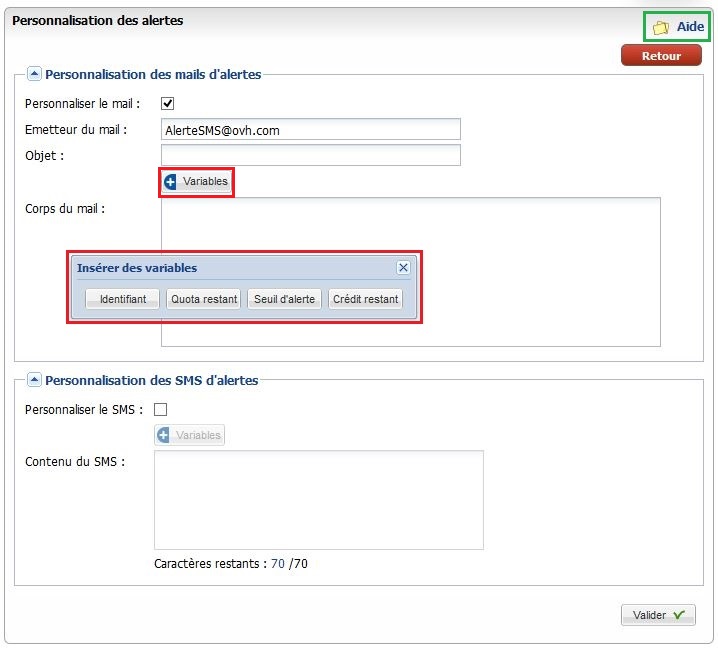 Personnalisation des alertes
Aide
Retour
Personnalisation des mails d'alertes
Personnaliser le mail :
Emetteur du mail : AlerteSMS@ovh.com
Objet :
Variables
Corps du mail :
Insérer des variables
Identifiant Quota restant Seuil d'alerte Crédit restant
Personnalisation des SMS d'alertes
Personnaliser le SMS :
Variables
Contenu du SMS :
Caractères restants : 70 /70
Valider